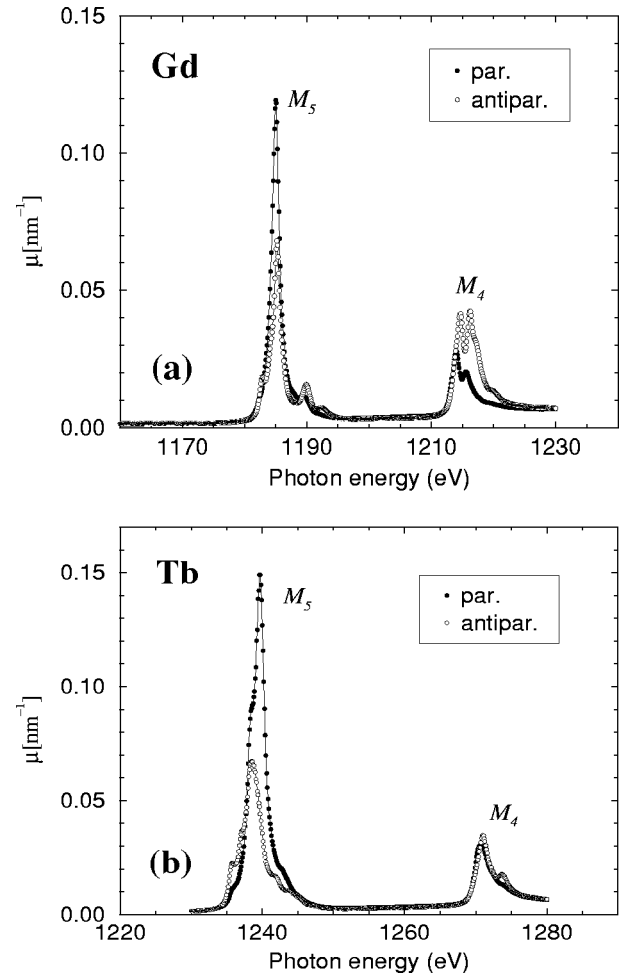 0.15
Gd
par.
antipar.
M5
0.10
μ[nm⁻¹]
0.05
M4
(a)
0.00
1170 1190 1210 1230
Photon energy (eV)
Tb
0.15
M5
par.
antipar.
0.10
μ[nm⁻¹]
0.05
M4
(b)
0.00
1220 1240 1260 1280
Photon energy (eV)